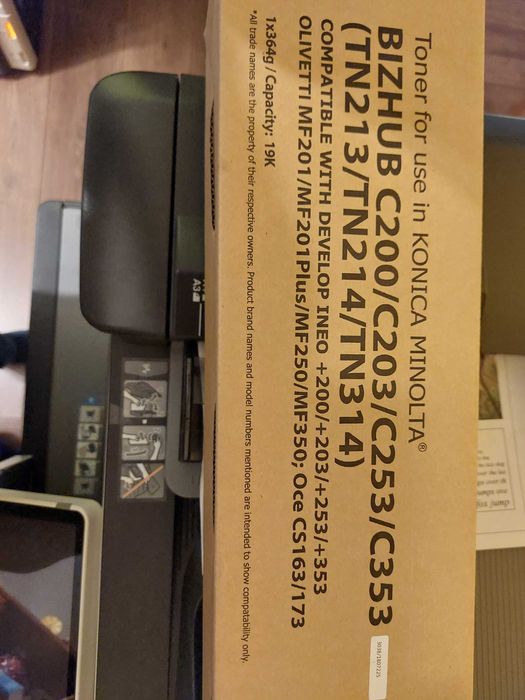 Toner for use in KONICA MINOLTA®
BIZHUB C200/C203/C253/C353
(TN213/TN214/TN314)
COMPATIBLE WITH DEVELOP INEO +200/+203/+253/+353
OLIVETTI MF201/MF201Plus/MF250/MF350; Oce CS163/173
1x364g / Capacity: 19K
*All trade names are the property of their respective owners. Product brand names and model numbers mentioned are intended to show compatability only.
A3